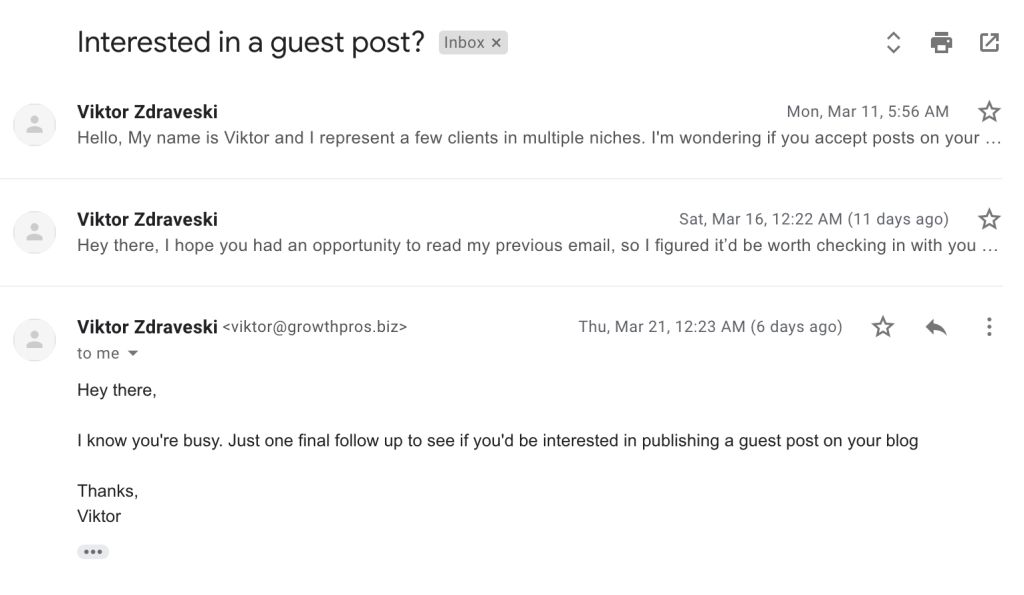 Interested in a guest post? Inbox ×
Viktor Zdraveski Mon, Mar 11, 5:56 AM
Hello, My name is Viktor and I represent a few clients in multiple niches. I'm wondering if you accept posts on your ...
Viktor Zdraveski Sat, Mar 16, 12:22 AM (11 days ago)
Hey there, I hope you had an opportunity to read my previous email, so I figured it’d be worth checking in with you ...
Viktor Zdraveski <viktor@growthpros.biz> Thu, Mar 21, 12:23 AM (6 days ago)
to me
Hey there,
I know you're busy. Just one final follow up to see if you'd be interested in publishing a guest post on your blog
Thanks,
Viktor